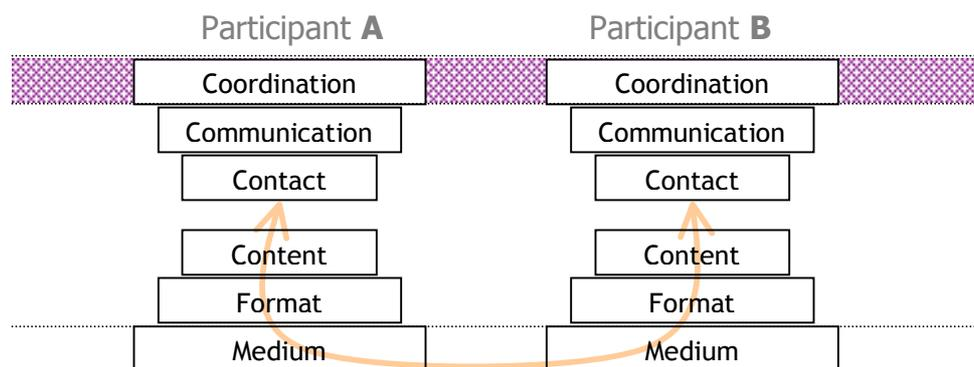 Participant A Participant B
Coordination Coordination
Communication Communication
Contact Contact
Content Content
Format Format
Medium Medium